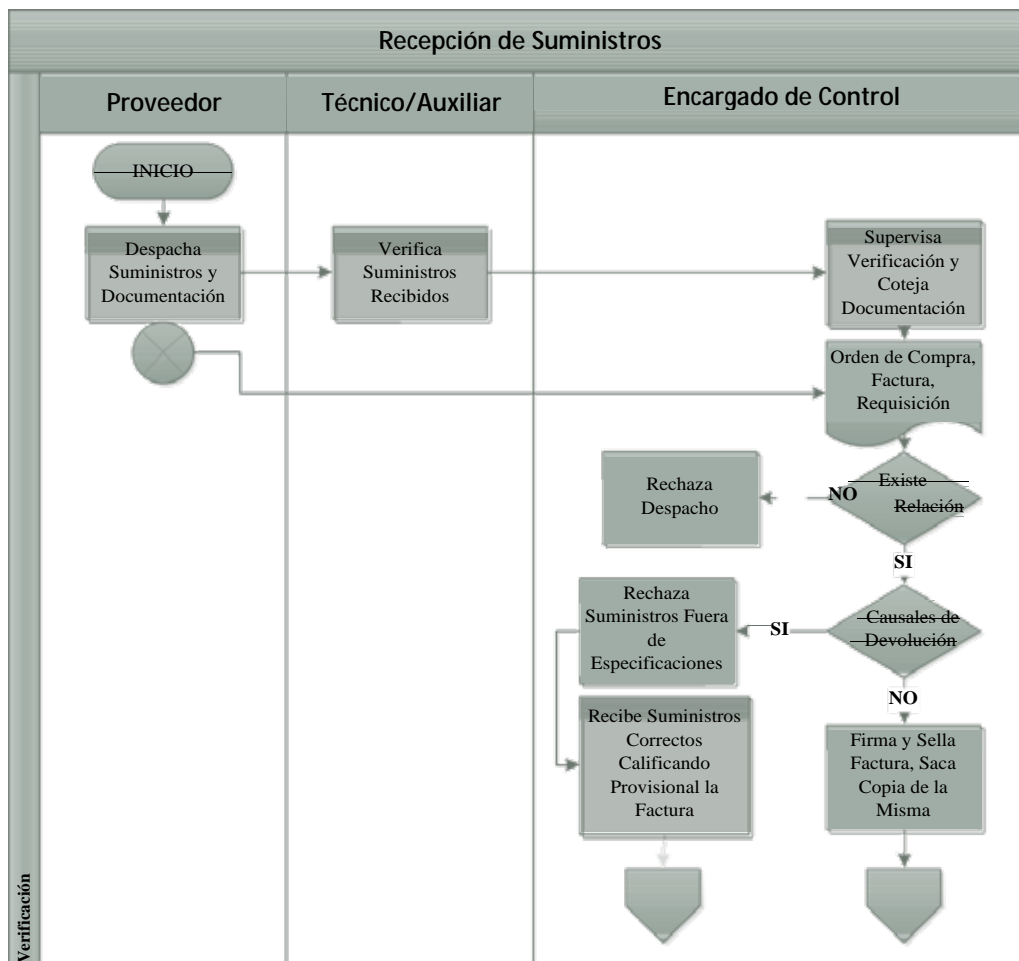 Recepción de Suministros
Proveedor
Técnico/Auxiliar
Encargado de Control
INICIO
Despacha
Suministros y
Documentación
Verifica
Suministros
Recibidos
Supervisa
Verificación y
Coteja
Documentación
Orden de Compra,
Factura,
Requisición
Existe
Relación
NO
Rechaza
Despacho
SI
Causales de
Devolución
SI
Rechaza
Suministros Fuera
de
Especificaciones
NO
Recibe Suministros
Correctos
Calificando
Provisional la
Factura
Firma y Sella
Factura, Saca
Copia de la
Misma
Verificación